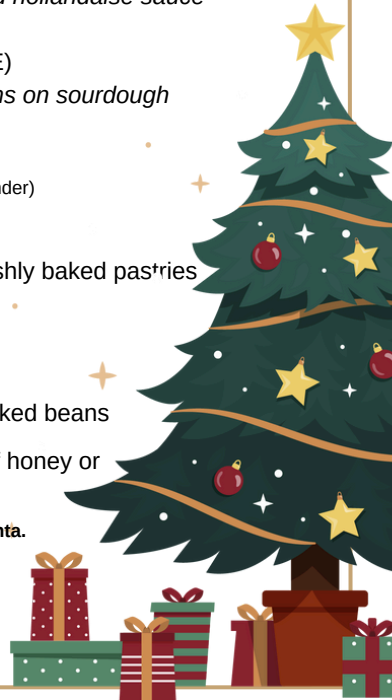 hollandaise sauce
E)
ns on sourdough
nder)
shly baked pastries
ked beans
honey or
nta.